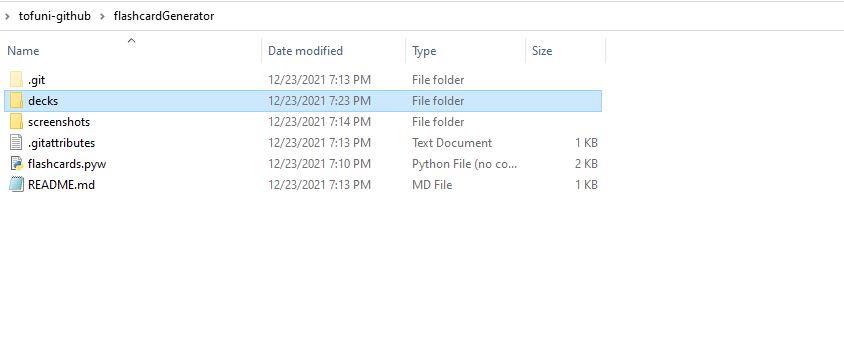 tofuni-github > flashcardGenerator
Name Date modified Type Size
.git 12/23/2021 7:13 PM File folder
decks 12/23/2021 7:23 PM File folder
screenshots 12/23/2021 7:14 PM File folder
.gitattributes 12/23/2021 7:13 PM Text Document 1 KB
flashcards.pyw 12/23/2021 7:10 PM Python File (no co... 2 KB
README.md 12/23/2021 7:13 PM MD File 1 KB